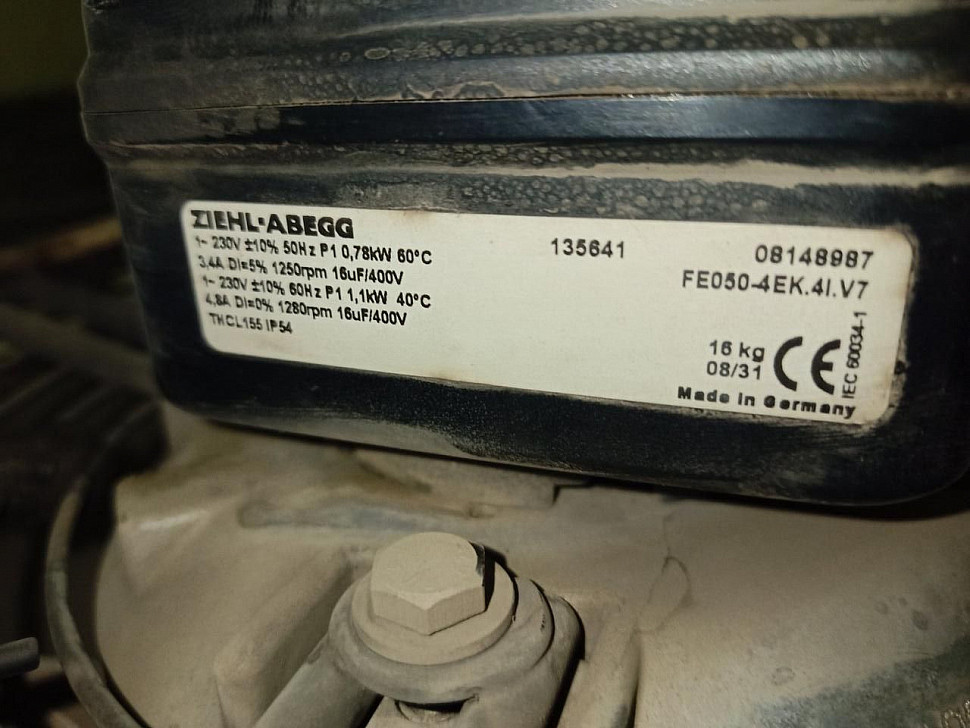 ZIEHL-ABEGG
1~ 230V ±10% 50Hz P1 0,78kW 60°C
3,4A DI=5% 1250rpm 16uF/400V
1~ 230V ±10% 60Hz P1 1,1kW 40°C
4,8A DI=0% 1280rpm 16uF/400V
THCL155 IP54
135641
08148987
FE050-4EK.4I.V7
16 kg
08/31
CE
IEC 60034-1
Made in Germany